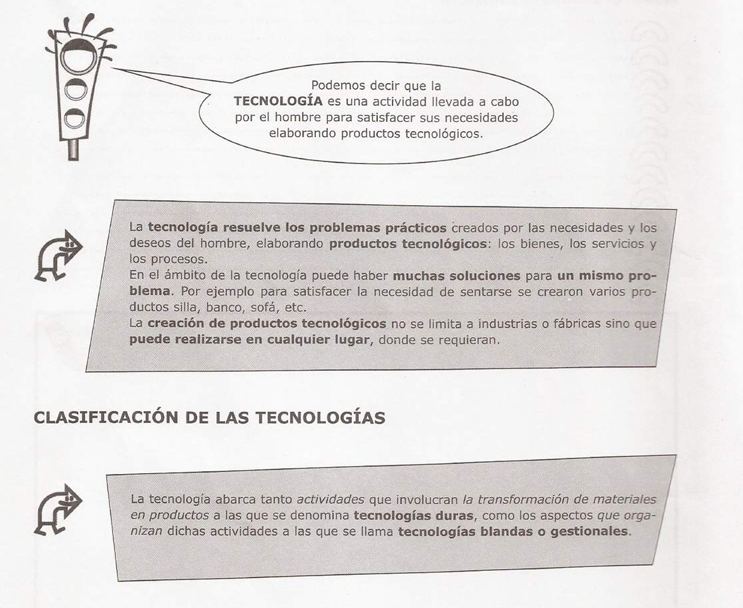 Podemos decir que la
TECNOLOGÍA es una actividad llevada a cabo
por el hombre para satisfacer sus necesidades
elaborando productos tecnológicos.
La tecnología resuelve los problemas prácticos creados por las necesidades y los
deseos del hombre, elaborando productos tecnológicos: los bienes, los servicios y
los procesos.
En el ámbito de la tecnología puede haber muchas soluciones para un mismo pro-
blema. Por ejemplo para satisfacer la necesidad de sentarse se crearon varios pro-
ductos silla, banco, sofá, etc.
La creación de productos tecnológicos no se limita a industrias o fábricas sino que
puede realizarse en cualquier lugar, donde se requieran.
CLASIFICACIÓN DE LAS TECNOLOGÍAS
La tecnología abarca tanto actividades que involucran la transformación de materiales
en productos a las que se denomina tecnologías duras, como los aspectos que orga-
nizan dichas actividades a las que se llama tecnologías blandas o gestionales.